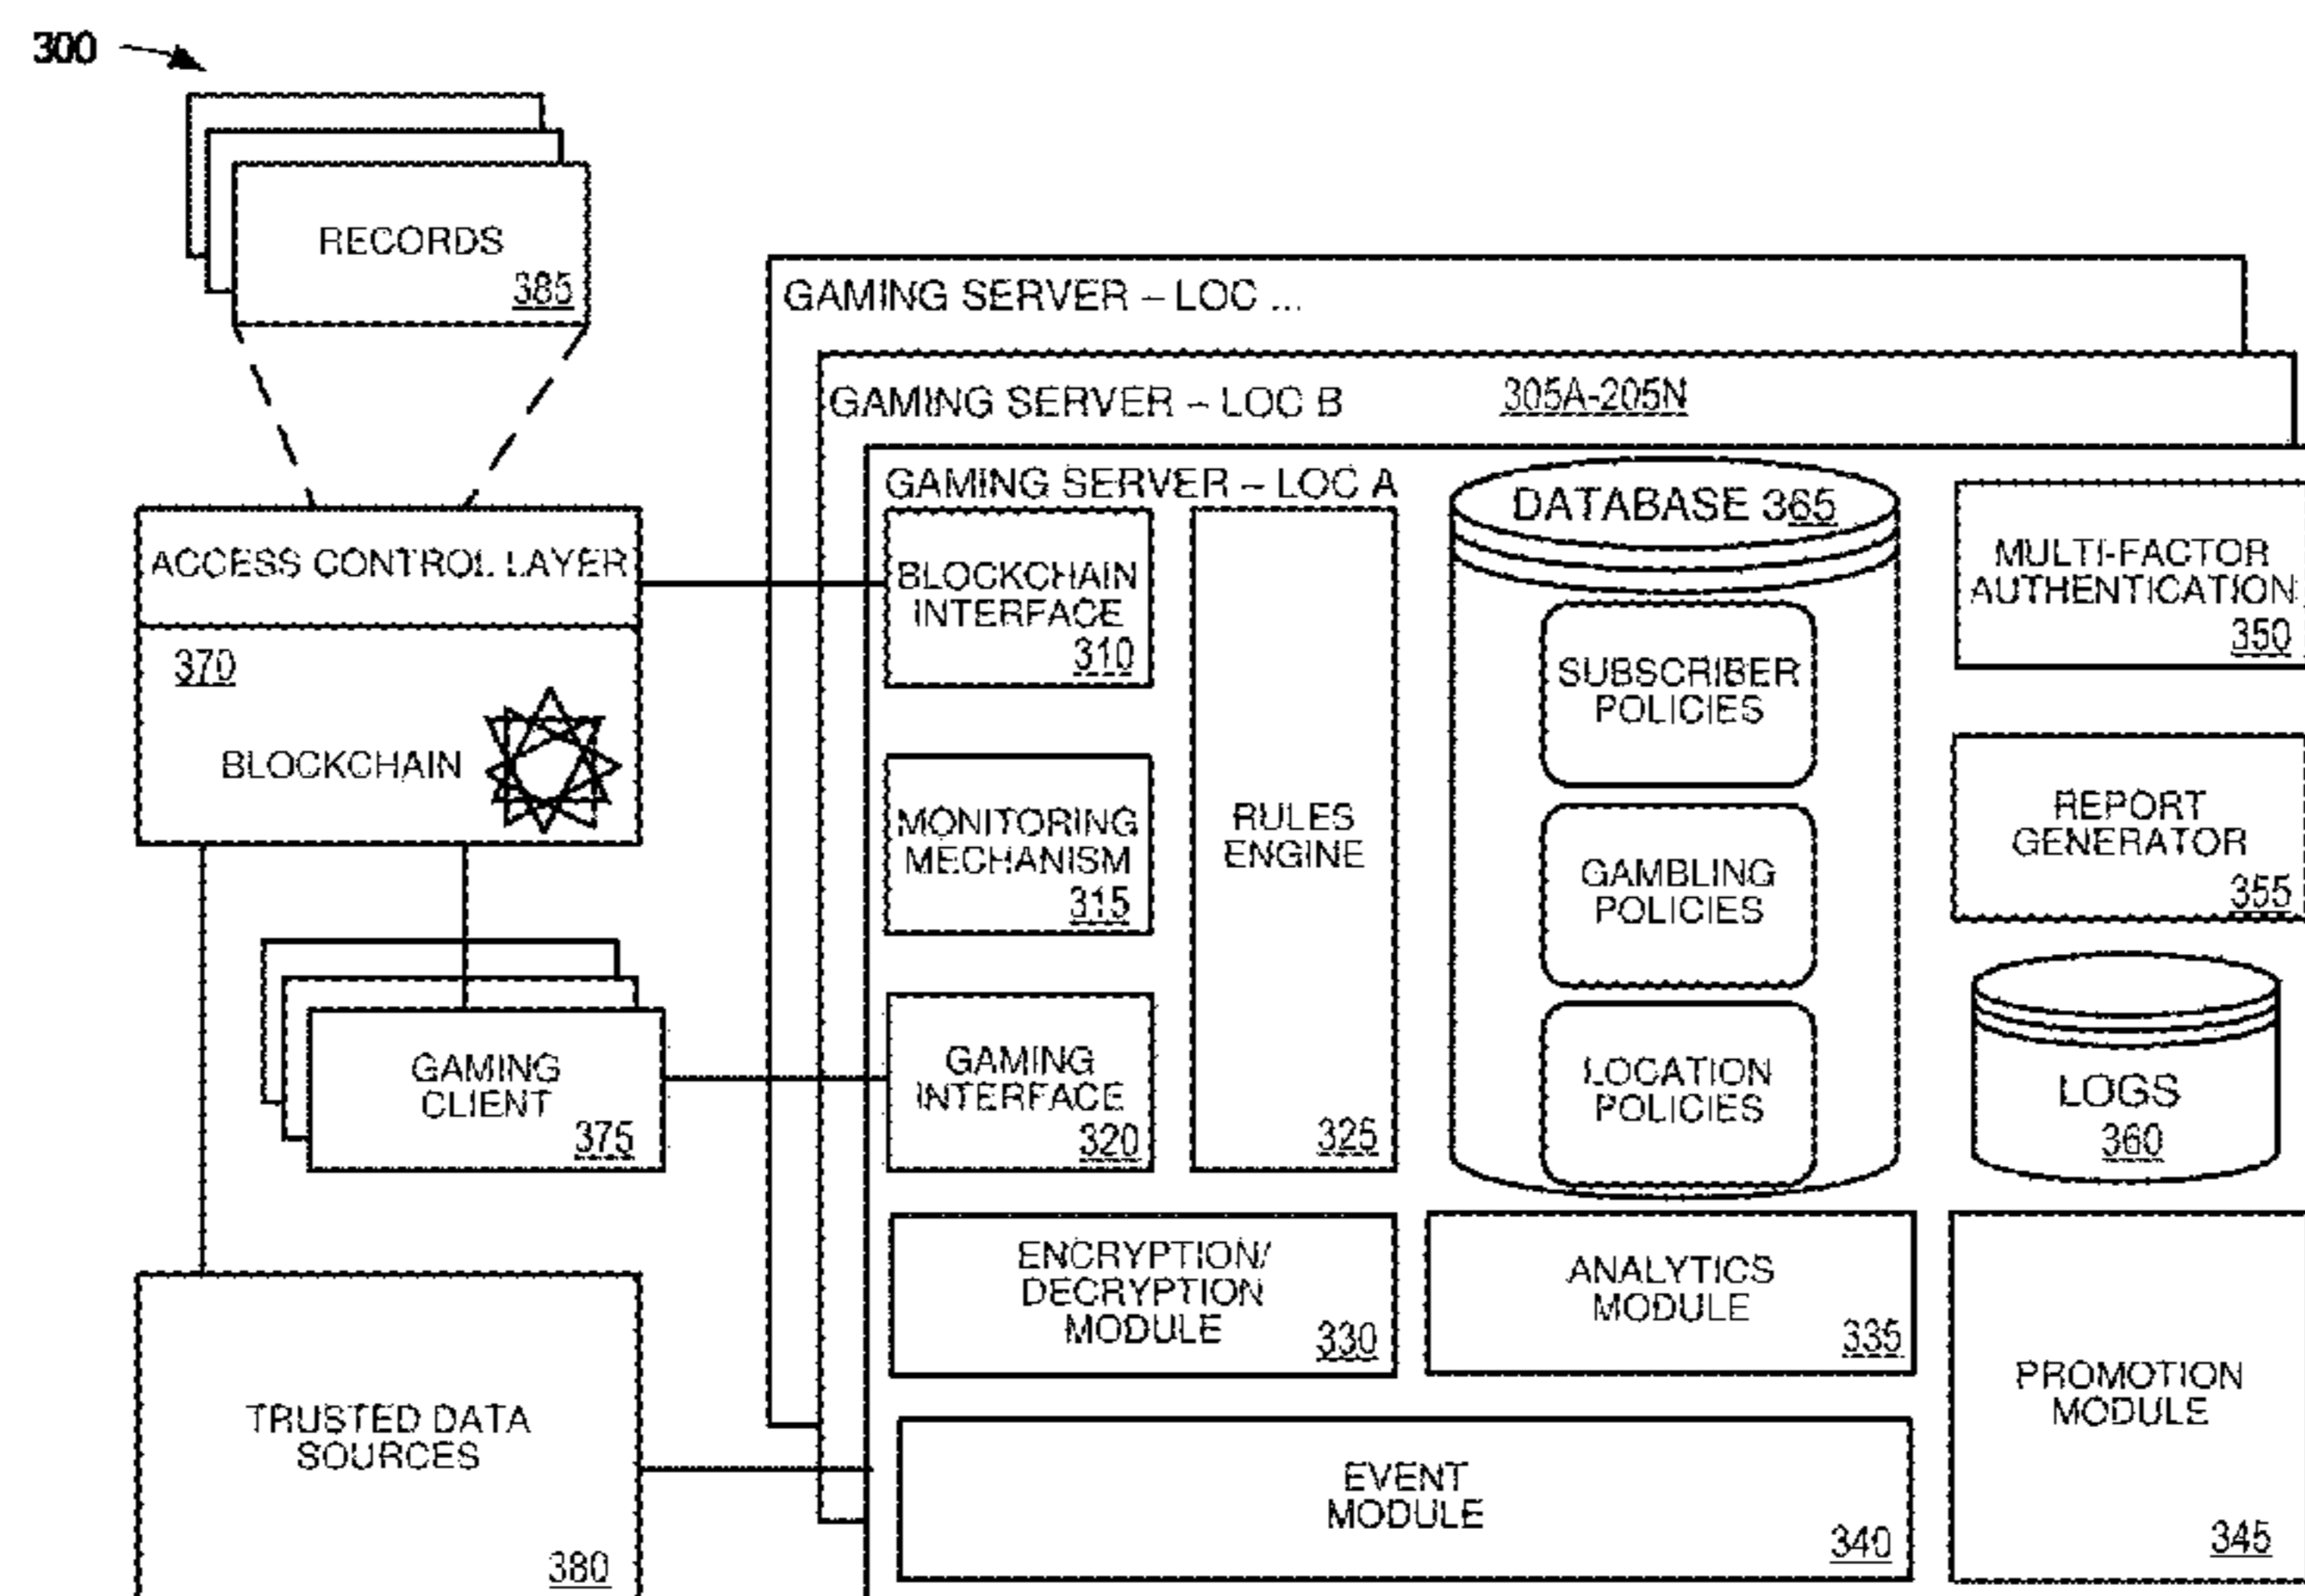 300
RECORDS
385
GAMING SERVER – LOC ...
GAMING SERVER – LOC B
305A-205N
GAMING SERVER – LOC A
ACCESS CONTROL LAYER
370
BLOCKCHAIN
BLOCKCHAIN
INTERFACE
310
MONITORING
MECHANISM
315
GAMING
INTERFACE
320
RULES
ENGINE
325
DATABASE 365
SUBSCRIBER
POLICIES
GAMBLING
POLICIES
LOCATION
POLICIES
MULTI-FACTOR
AUTHENTICATION
350
REPORT
GENERATOR
355
LOGS
360
GAMING
CLIENT
375
ENCRYPTION/
DECRYPTION
MODULE
330
ANALYTICS
MODULE
335
PROMOTION
MODULE
345
TRUSTED DATA
SOURCES
380
EVENT
MODULE
340